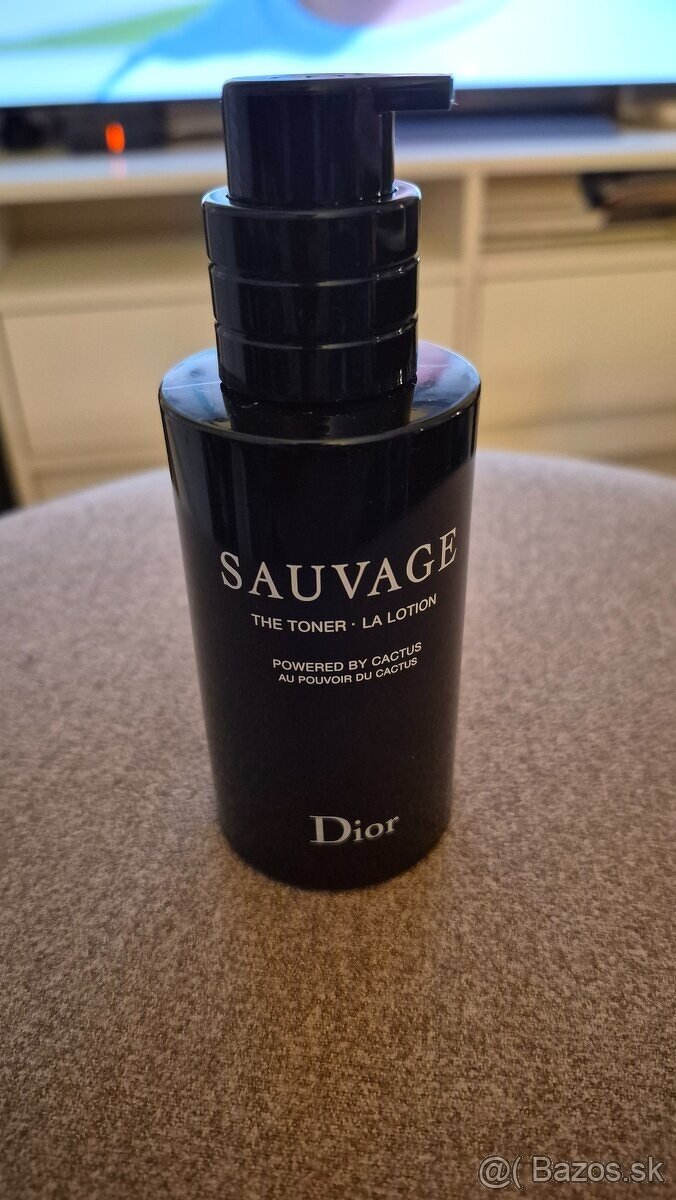 SAUVAGE
THE TONER · LA LOTION
POWERED BY CACTUS
AU POUVOIR DU CACTUS
Dior
@( Bazos.sk